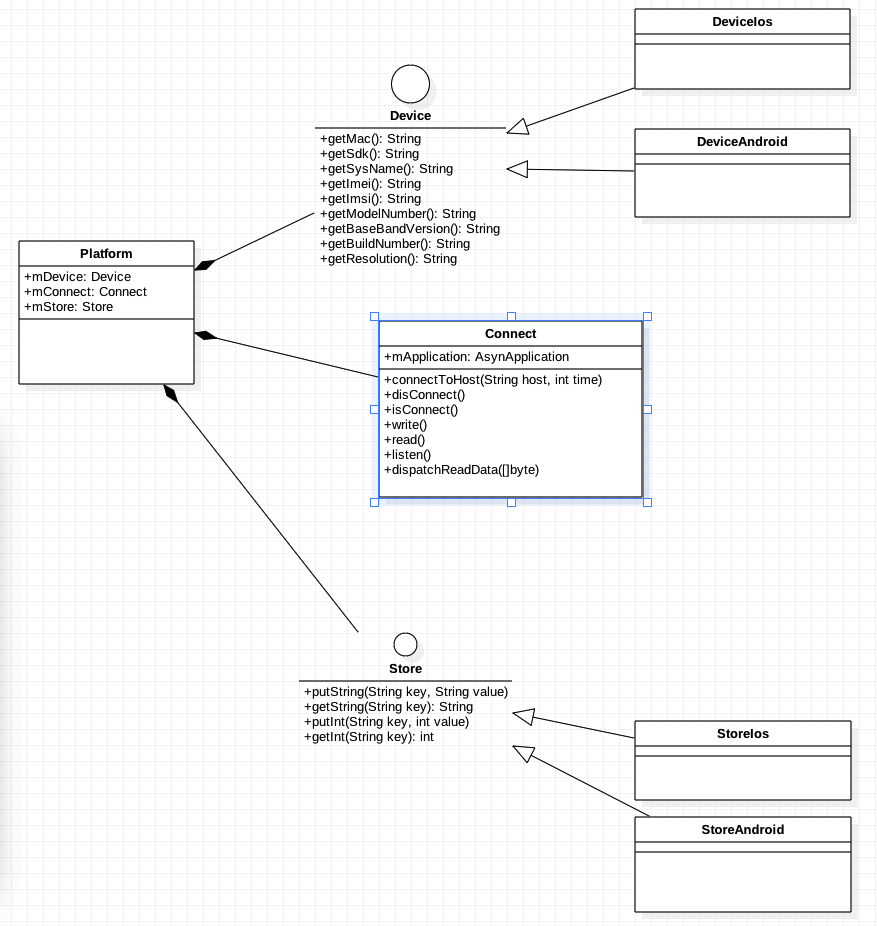 DeviceIos
Device
+getMac(): String
+getSdk(): String
+getSysName(): String
+getImei(): String
+getImsi(): String
+getModelNumber(): String
+getBaseBandVersion(): String
+getBuildNumber(): String
+getResolution(): String
DeviceAndroid
Platform
+mDevice: Device
+mConnect: Connect
+mStore: Store
Connect
+mApplication: AsynApplication
+connectToHost(String host, int time)
+disConnect()
+isConnect()
+write()
+read()
+listen()
+dispatchReadData([]byte)
Store
+putString(String key, String value)
+getString(String key): String
+putInt(String key, int value)
+getInt(String key): int
StoreIos
StoreAndroid